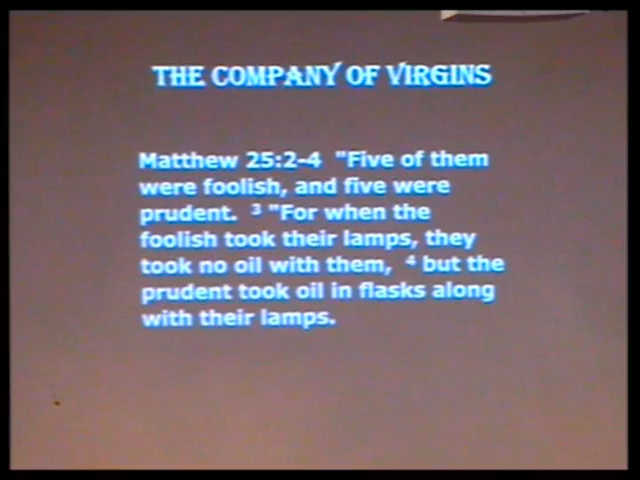 THE COMPANY OF VIRGINS
Matthew 25:2-4 "Five of them
were foolish, and five were
prudent. ³ "For when the
foolish took their lamps, they
took no oil with them, ⁴ but the
prudent took oil in flasks along
with their lamps.